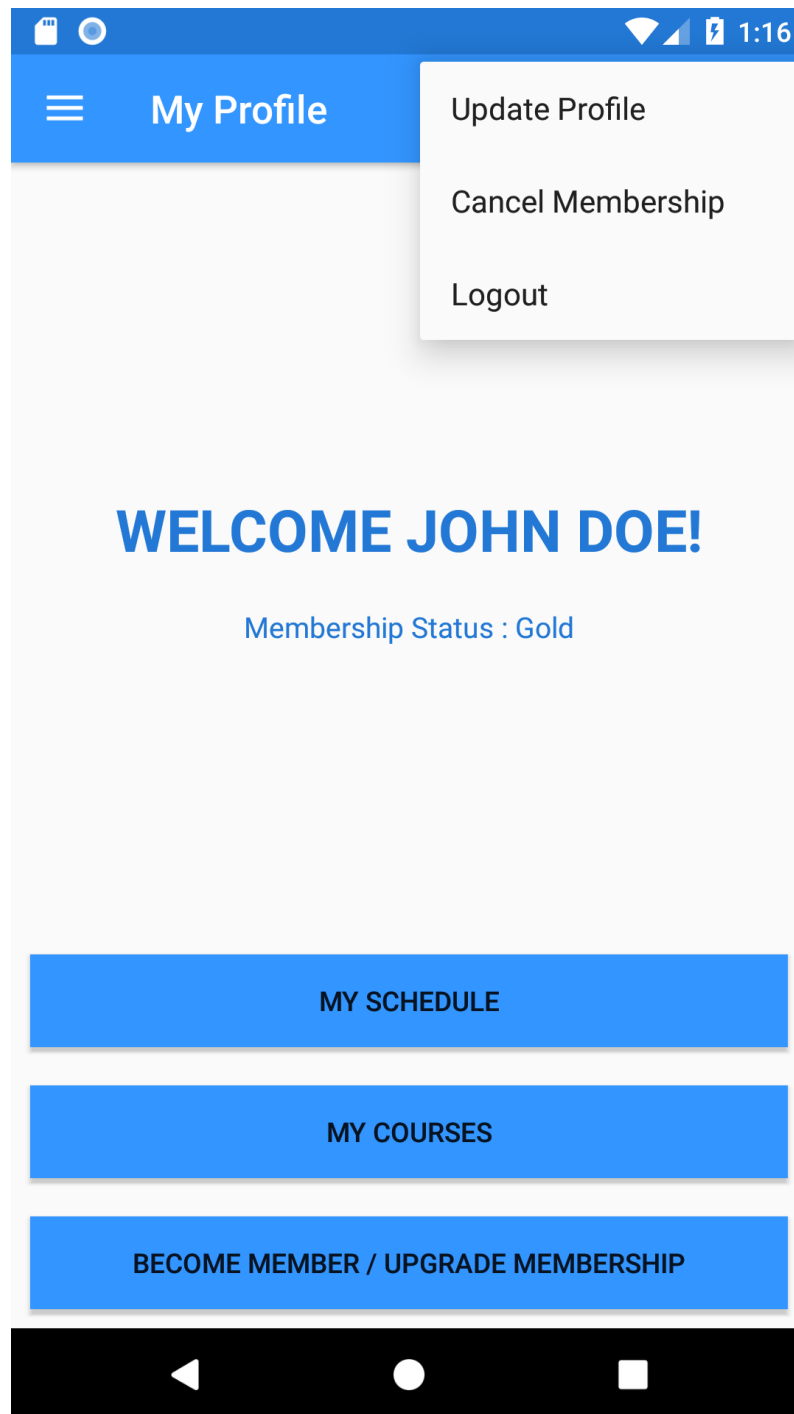 1:16
My Profile
Update Profile
Cancel Membership
Logout
WELCOME JOHN DOE!
Membership Status : Gold
MY SCHEDULE
MY COURSES
BECOME MEMBER / UPGRADE MEMBERSHIP